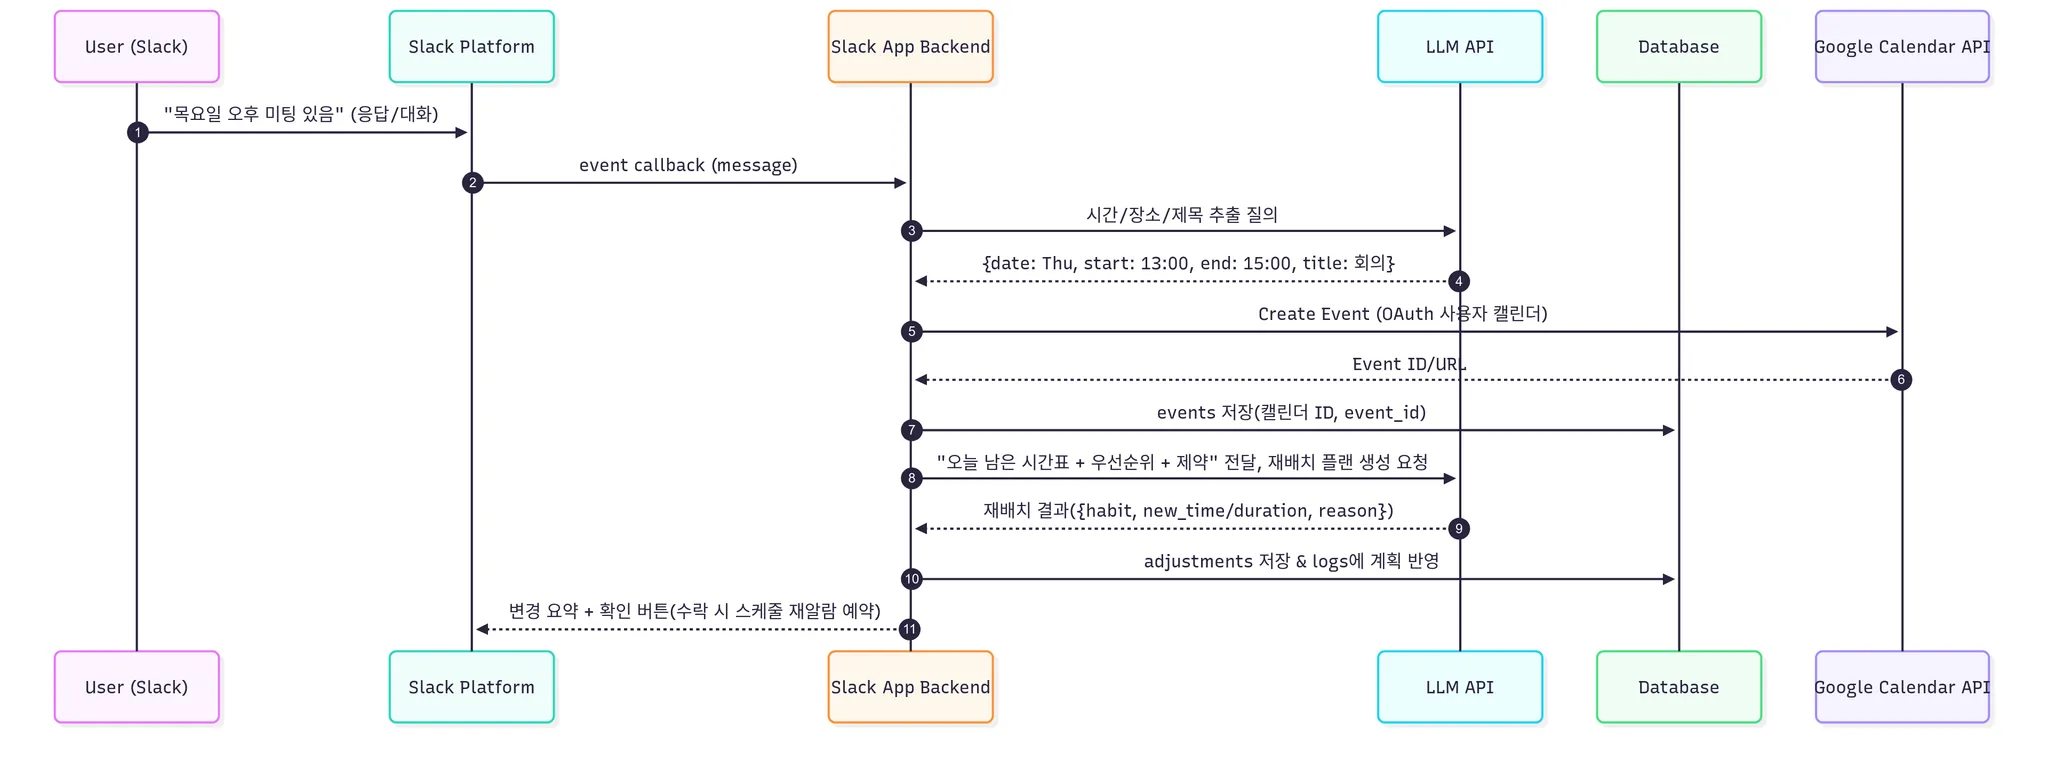 User (Slack)
Slack Platform
Slack App Backend
LLM API
Database
Google Calendar API
"목요일 오후 미팅 있음" (응답/대화)
1
event callback (message)
2
시간/장소/제목 추출 질의
3
{date: Thu, start: 13:00, end: 15:00, title: 회의}
4
Create Event (OAuth 사용자 캘린더)
5
Event ID/URL
6
events 저장(캘린더 ID, event_id)
7
"오늘 남은 시간표 + 우선순위 + 제약" 전달, 재배치 플랜 생성 요청
8
재배치 결과({habit, new_time/duration, reason})
9
adjustments 저장 & logs에 계획 반영
10
변경 요약 + 확인 버튼(수락 시 스케줄 재알람 예약)
11
User (Slack)
Slack Platform
Slack App Backend
LLM API
Database
Google Calendar API